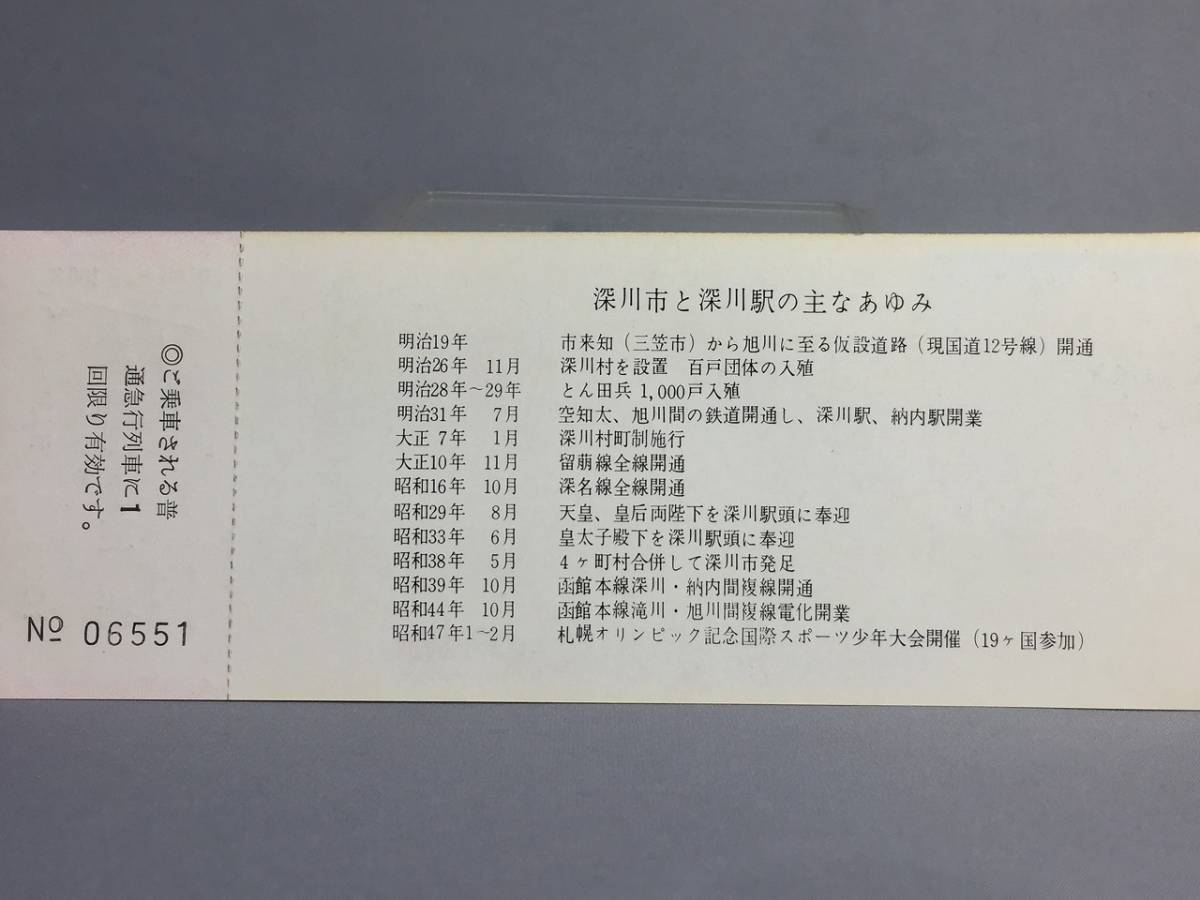 深川市と深川駅の主なあゆみ
明治19年 市来知（三笠市）から旭川に至る仮設道路（現国道12号線）開通
明治26年 11月 深川村を設置 百戸団体の入殖
明治28年～29年 とん田兵 1,000戸入殖
明治31年 7月 空知太、旭川間の鉄道開通し、深川駅、納内駅開業
大正 7年 1月 深川村町制施行
大正10年 11月 留萠線全線開通
昭和16年 10月 深名線全線開通
昭和29年 8月 天皇、皇后両陛下を深川駅頭に奉迎
昭和33年 6月 皇太子殿下を深川駅頭に奉迎
昭和38年 5月 4ヶ町村合併して深川市発足
昭和39年 10月 函館本線深川・納内間複線開通
昭和44年 10月 函館本線滝川・旭川間複線電化開業
昭和47年1～2月 札幌オリンピック記念国際スポーツ少年大会開催（19ヶ国参加）
◎ご乗車される普
通急行列車に1
回限り有効です。
№ 06551